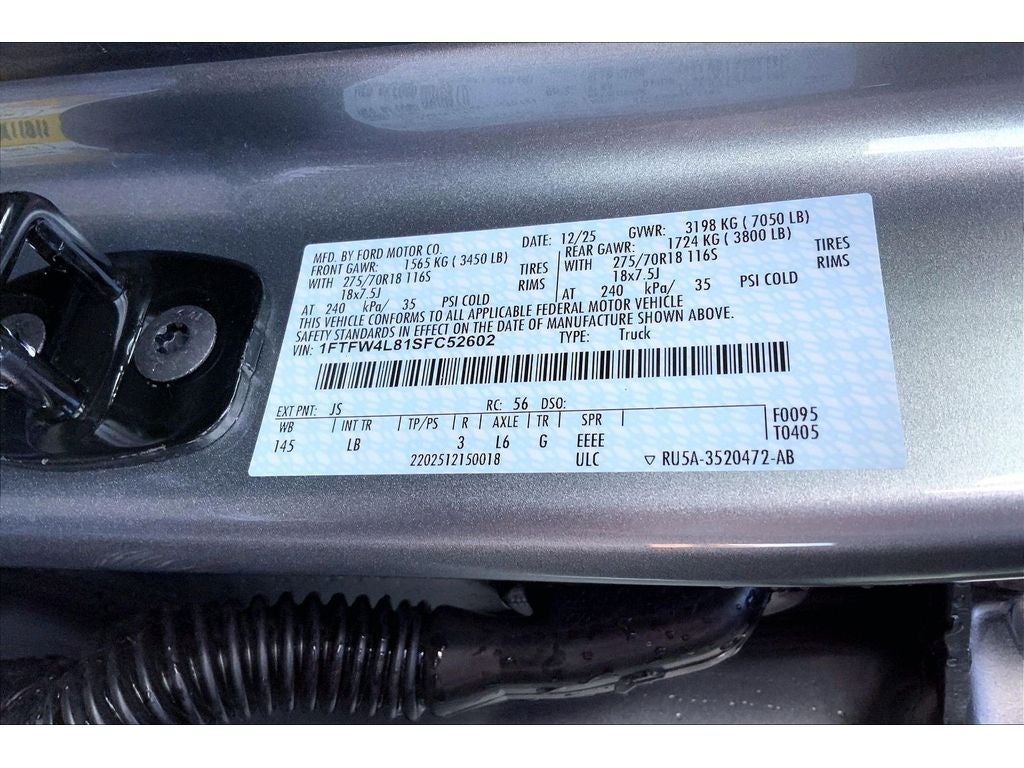 MFD. BY FORD MOTOR CO. DATE: 12/25 GVWR: 3198 KG ( 7050 LB)
FRONT GAWR: 1565 KG ( 3450 LB) REAR GAWR: 1724 KG ( 3800 LB)
WITH 275/70R18 116S TIRES WITH 275/70R18 116S TIRES
18x7.5J RIMS 18x7.5J RIMS
AT 240 kPa/ 35 PSI COLD AT 240 kPa/ 35 PSI COLD
THIS VEHICLE CONFORMS TO ALL APPLICABLE FEDERAL MOTOR VEHICLE
SAFETY STANDARDS IN EFFECT ON THE DATE OF MANUFACTURE SHOWN ABOVE.
VIN: 1FTFW4L81SFC52602 TYPE: Truck
EXT PNT: JS RC: 56 DSO:
WB INT TR TP/PS R AXLE TR SPR F0095
145 LB 3 L6 G EEEE T0405
2202512150018 ULC ▽ RU5A-3520472-AB